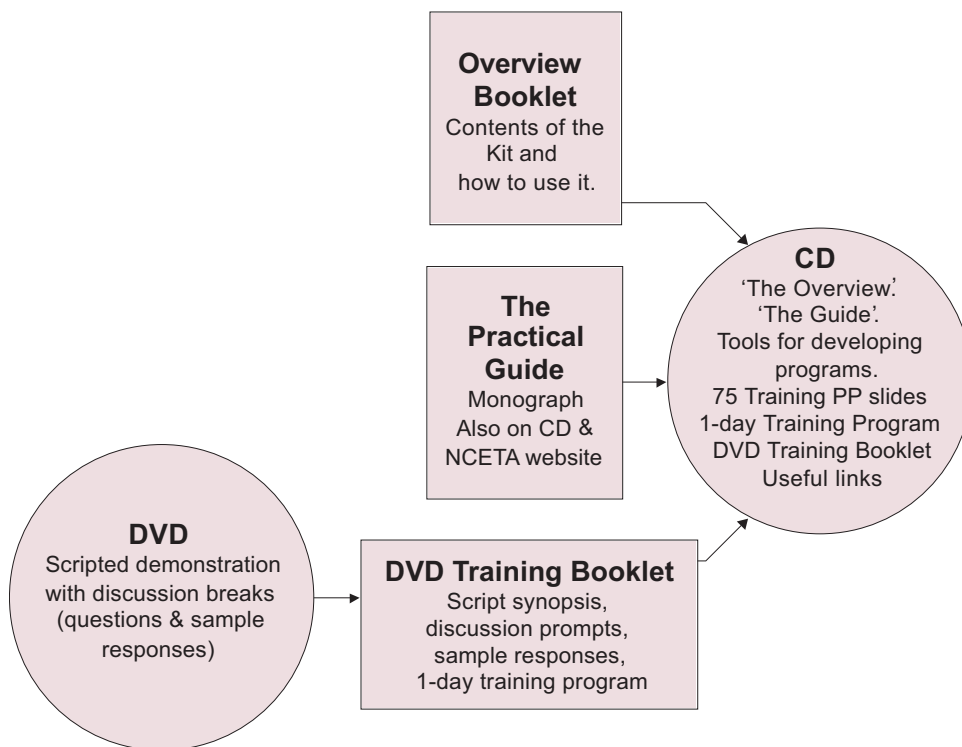 Overview
Booklet
Contents of the
Kit and
how to use it.
The
Practical
Guide
Monograph
Also on CD &
NCETA website
CD
‘The Overview’.
‘The Guide’.
Tools for developing
programs.
75 Training PP slides
1-day Training Program
DVD Training Booklet
Useful links
DVD
Scripted demonstration
with discussion breaks
(questions & sample
responses)
DVD Training Booklet
Script synopsis,
discussion prompts,
sample responses,
1-day training program